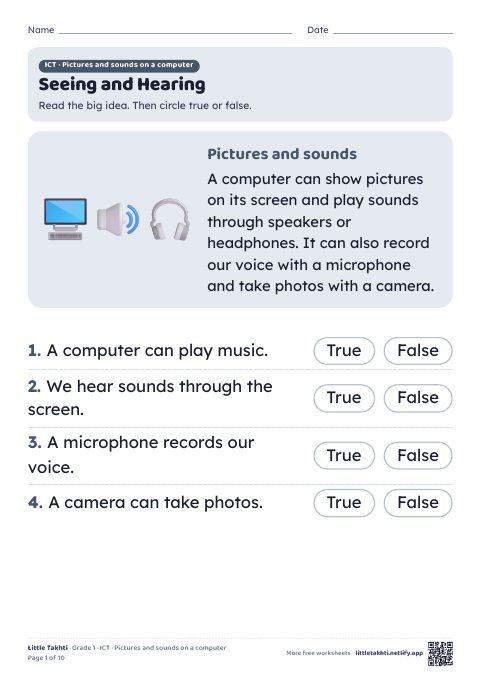 Name
Date
ICT · Pictures and sounds on a computer
Seeing and Hearing
Read the big idea. Then circle true or false.
Pictures and sounds
A computer can show pictures
on its screen and play sounds
through speakers or
headphones. It can also record
our voice with a microphone
and take photos with a camera.
1. A computer can play music.
True
False
2. We hear sounds through the
screen.
True
False
3. A microphone records our
voice.
True
False
4. A camera can take photos.
True
False
Little Takhti · Grade 1 · ICT · Pictures and sounds on a computer
Page 1 of 10
More free worksheets · littletakhti.netlify.app